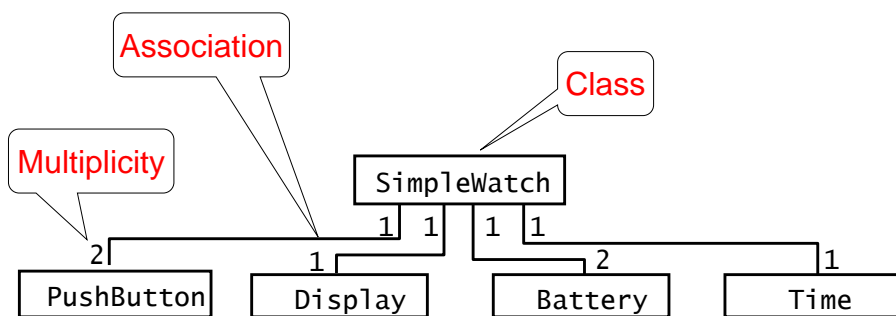 Association
Class
Multiplicity
SimpleWatch
1 1 1 1
2 1 2 1
PushButton Display Battery Time